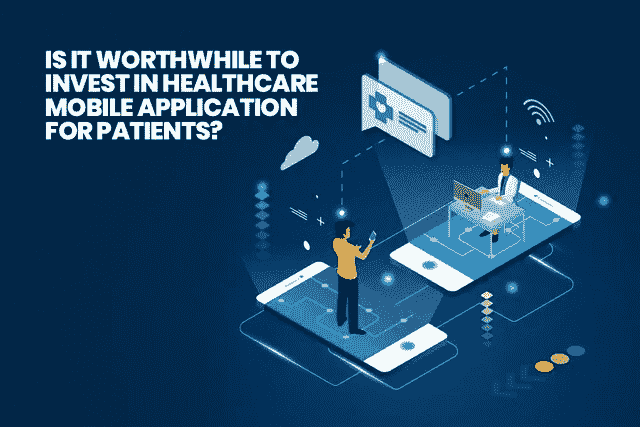 IS IT WORTHWHILE TO
INVEST IN HEALTHCARE
MOBILE APPLICATION
FOR PATIENTS?